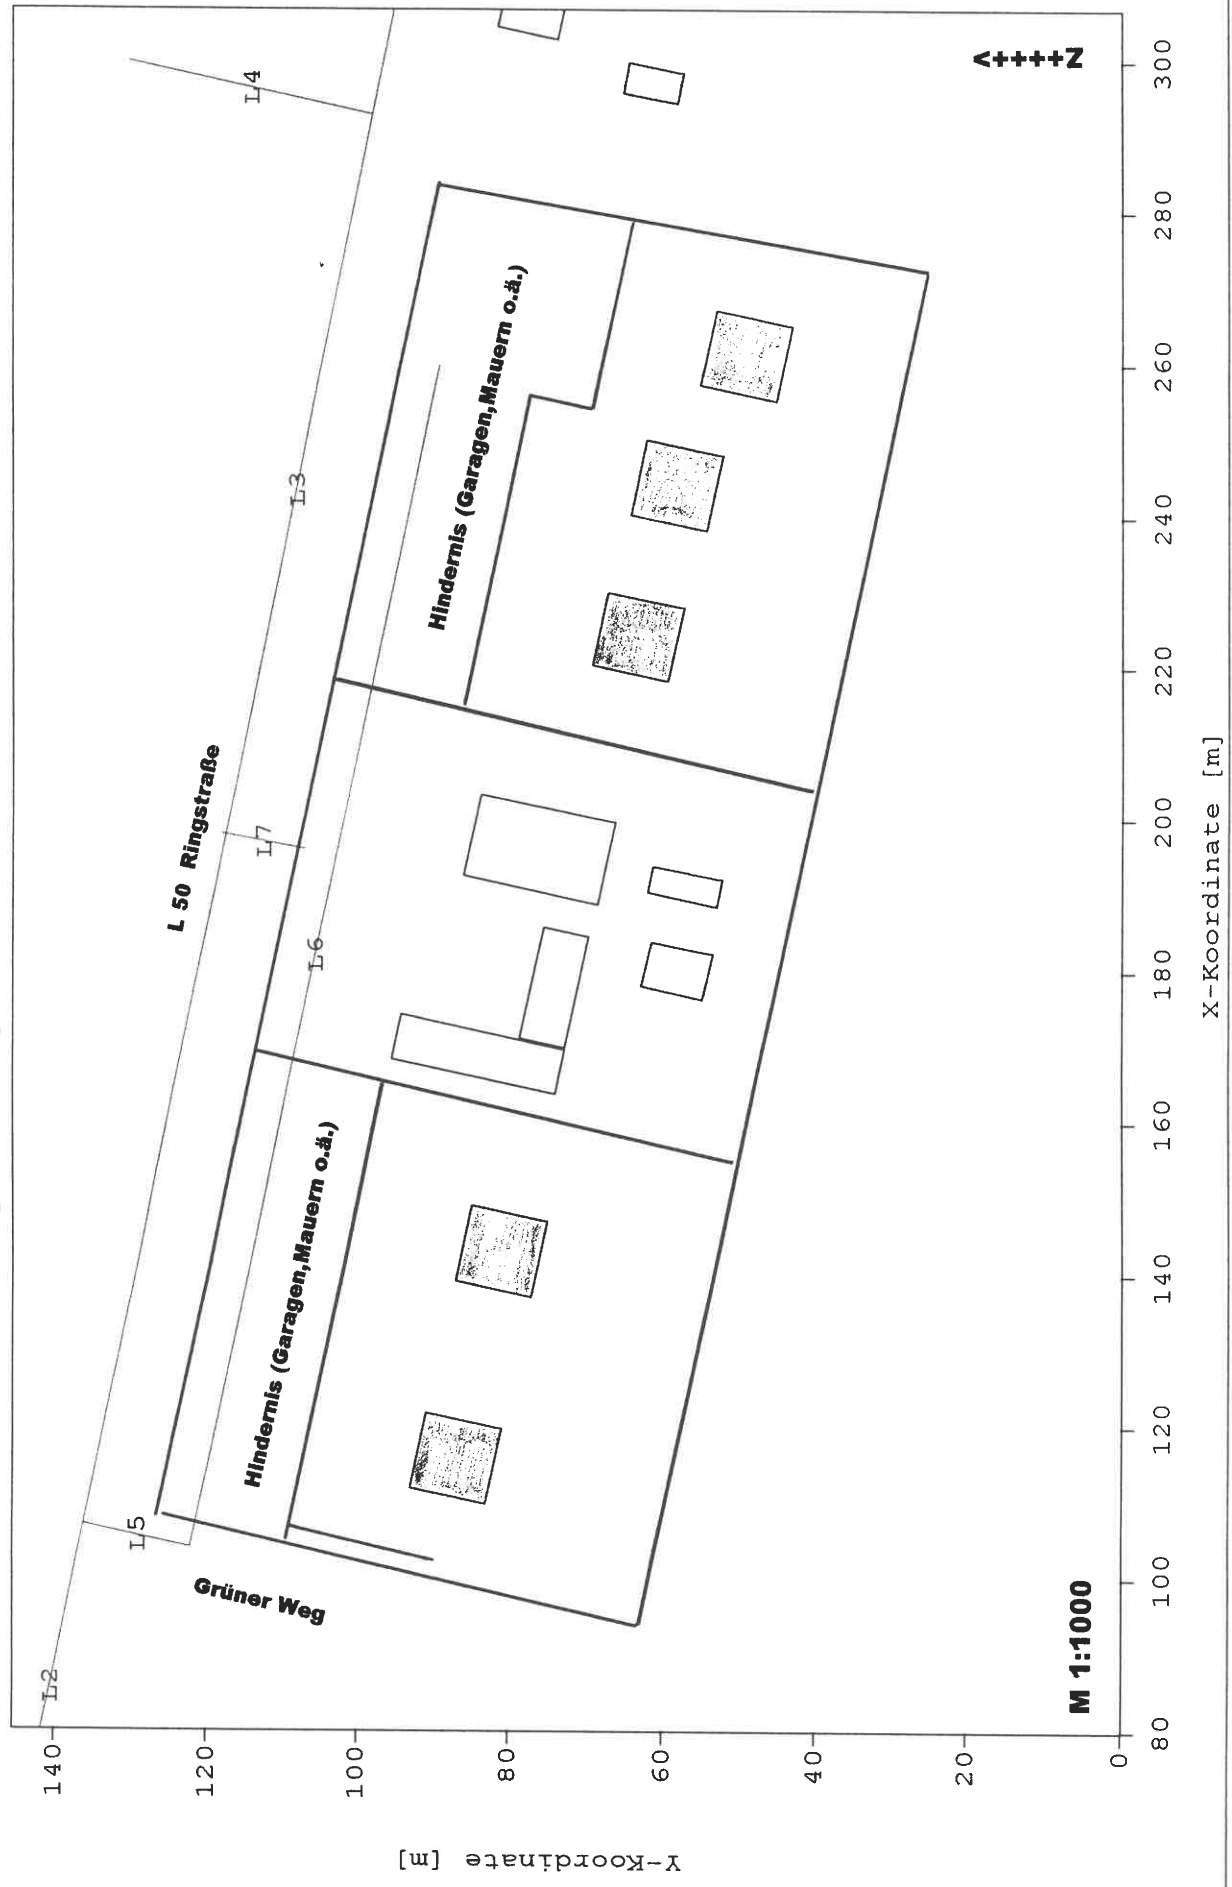 L2
L5
L6
L7
L3
L4
L 50 Ringstraße
Grüner Weg
Hindernis (Garagen,Mauern o.ä.)
Hindernis (Garagen,Mauern o.ä.)
M 1:1000
Z++++>
140
120
100
80
60
40
20
0
Y-Koordinate [m]
80
100
120
140
160
180
200
220
240
260
280
300
X-Koordinate [m]